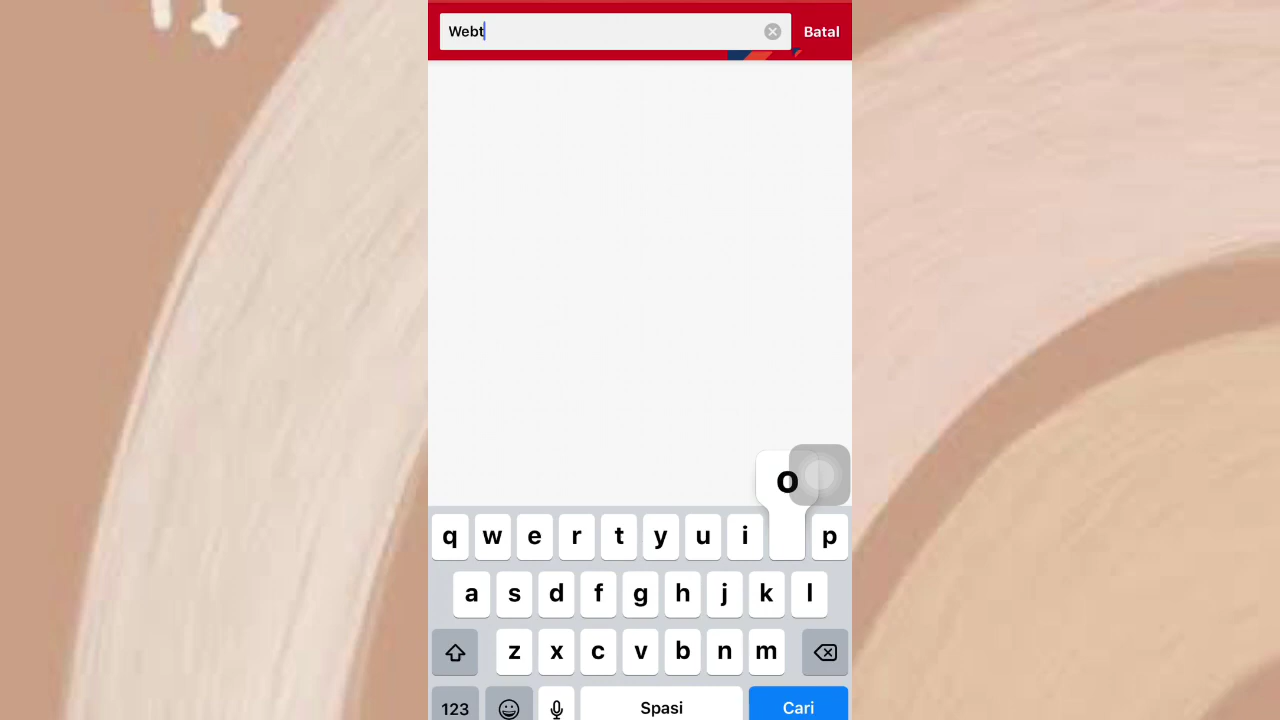 Webt
Batal
o
q w e r t y u i p
a s d f g h j k l
z x c v b n m
123
Spasi
Cari